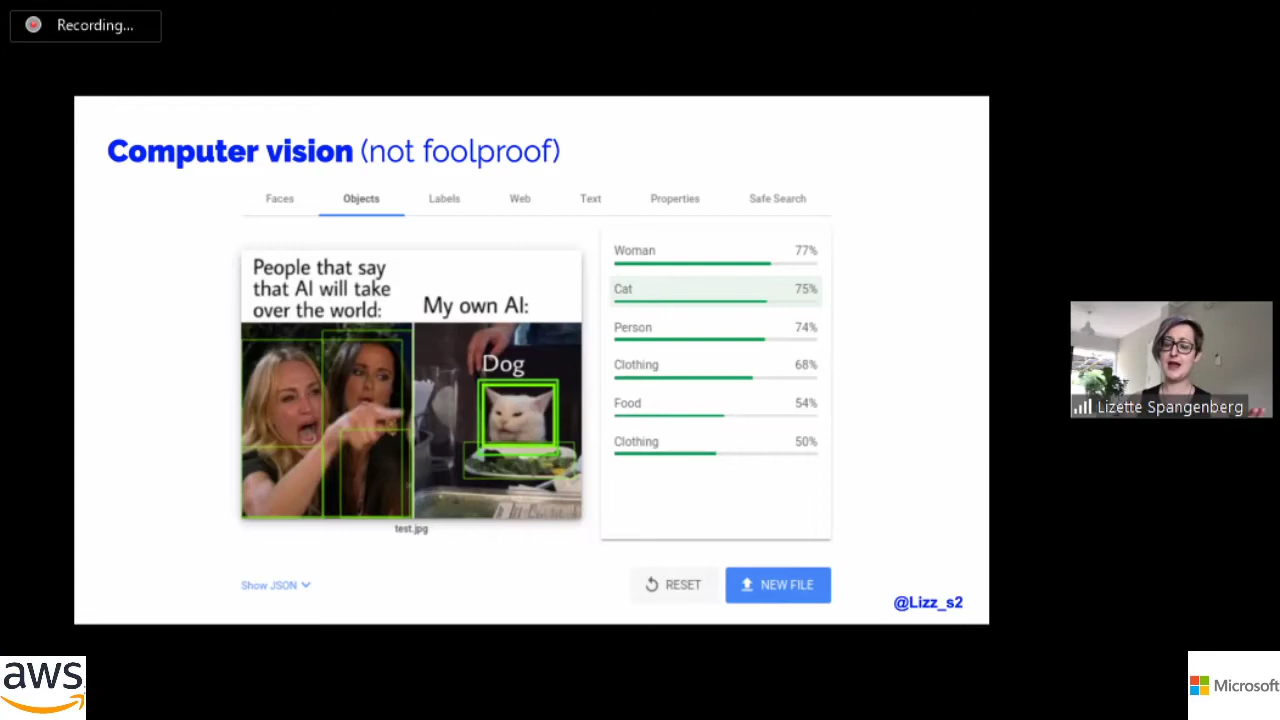 Recording...
Computer vision (not foolproof)
Faces
Objects
Labels
Web
Text
Properties
Safe Search
People that say
that AI will take
over the world:
My own AI:
Dog
test.jpg
Woman 77%
Cat 75%
Person 74%
Clothing 68%
Food 54%
Clothing 50%
Show JSON
RESET
NEW FILE
@Lizz_s2
Lizette Spangenberg
aws
Microsoft